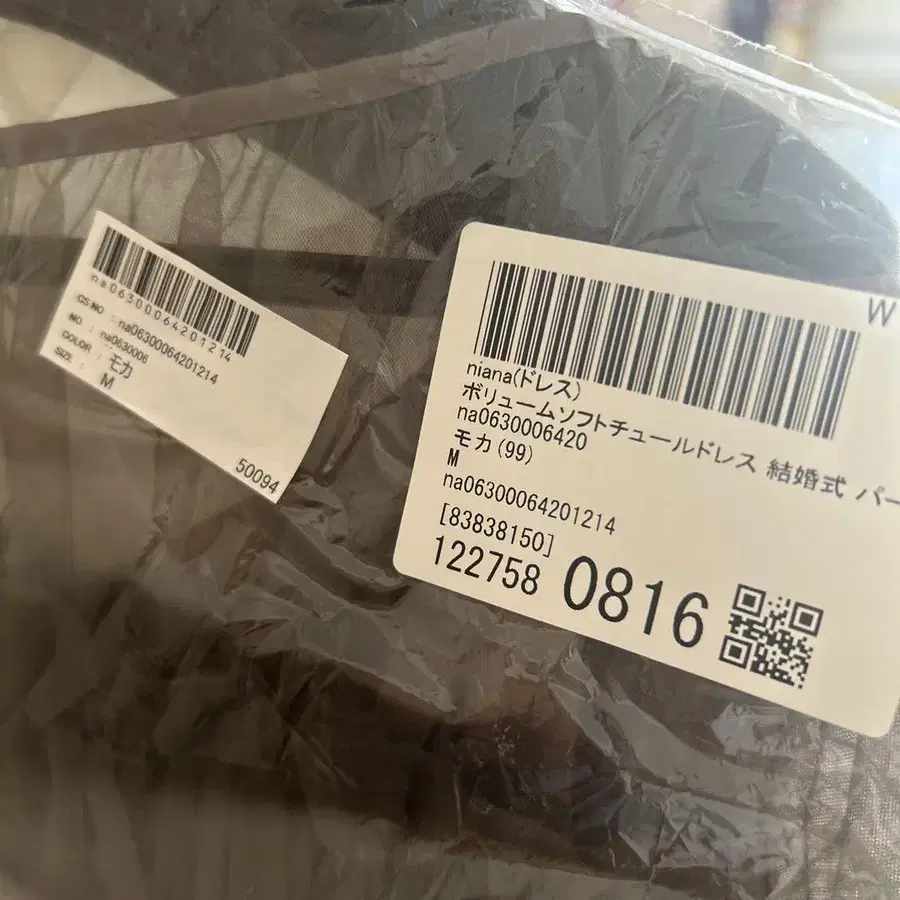 na06300064201214
CS-NO : na06300064201214
NO : na0630006
COLOR : モカ
SIZE : M
50094
W
niana(ドレス)
ボリュームソフトチュールドレス 結婚式 パー
na0630006420
モカ(99)
M
na06300064201214
[83838150]
122758 0816